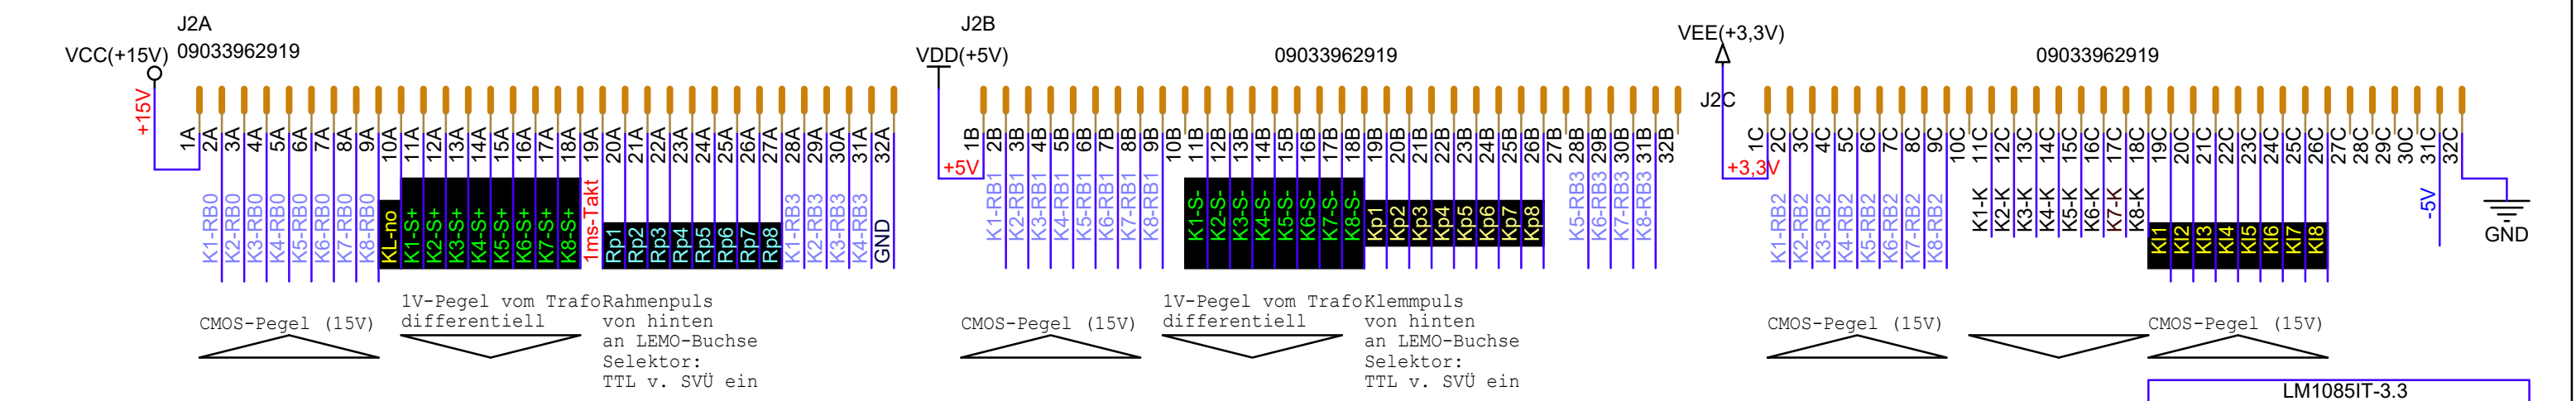 J2A
VCC(+15V) 09033962919
+15V
1A 2A 3A 4A 5A 6A 7A 8A 9A 10A 11A 12A 13A 14A 15A 16A 17A 18A 19A 20A 21A 22A 23A 24A 25A 26A 27A 28A 29A 30A 31A 32A
K1-RB0 K2-RB0 K3-RB0 K4-RB0 K5-RB0 K6-RB0 K7-RB0 K8-RB0 KL-no K1-S+ K2-S+ K3-S+ K4-S+ K5-S+ K6-S+ K7-S+ K8-S+ 1ms-Takt Rp1 Rp2 Rp3 Rp4 Rp5 Rp6 Rp7 Rp8 K1-RB3 K2-RB3 K3-RB3 K4-RB3 GND
CMOS-Pegel (15V)
1V-Pegel vom Trafo
differentiell
Rahmenpuls
von hinten
an LEMO-Buchse
Selektor:
TTL v. SVÜ ein
J2B
VDD(+5V) 09033962919
+5V
1B 2B 3B 4B 5B 6B 7B 8B 9B 10B 11B 12B 13B 14B 15B 16B 17B 18B 19B 20B 21B 22B 23B 24B 25B 26B 27B 28B 29B 30B 31B 32B
K1-RB1 K2-RB1 K3-RB1 K4-RB1 K5-RB1 K6-RB1 K7-RB1 K8-RB1 K1-S- K2-S- K3-S- K4-S- K5-S- K6-S- K7-S- K8-S- Kp1 Kp2 Kp3 Kp4 Kp5 Kp6 Kp7 Kp8 K5-RB3 K6-RB3 K7-RB3 K8-RB3
CMOS-Pegel (15V)
1V-Pegel vom Trafo
differentiell
Klemmpuls
von hinten
an LEMO-Buchse
Selektor:
TTL v. SVÜ ein
VEE(+3,3V)
09033962919
J2C
+3,3V
1C 2C 3C 4C 5C 6C 7C 8C 9C 10C 11C 12C 13C 14C 15C 16C 17C 18C 19C 20C 21C 22C 23C 24C 25C 26C 27C 28C 29C 30C 31C 32C
K1-RB2 K2-RB2 K3-RB2 K4-RB2 K5-RB2 K6-RB2 K7-RB2 K8-RB2 K1-K K2-K K3-K K4-K K5-K K6-K K7-K K8-K KI1 KI2 KI3 KI4 KI5 KI6 KI7 KI8 -5V
GND
CMOS-Pegel (15V)
CMOS-Pegel (15V)
LM1085IT-3.3